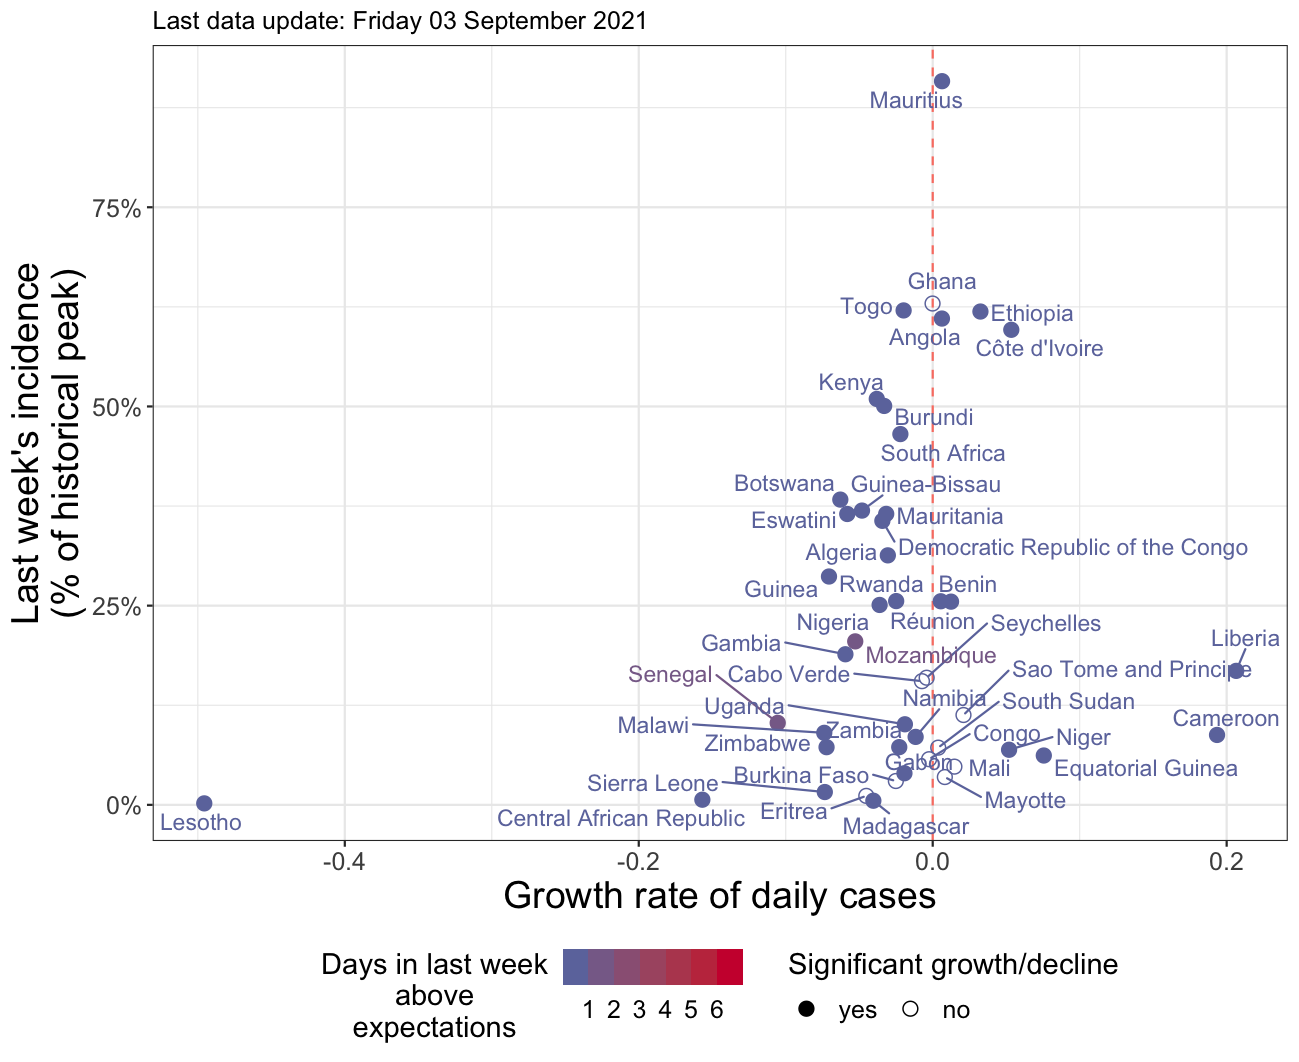 Last data update: Friday 03 September 2021
Last week's incidence
(% of historical peak)
75%
50%
25%
0%
Mauritius
Ghana
Togo
Ethiopia
Angola
Côte d'Ivoire
Kenya
Burundi
South Africa
Botswana
Guinea-Bissau
Eswatini
Mauritania
Democratic Republic of the Congo
Algeria
Guinea
Rwanda
Benin
Nigeria
Réunion
Seychelles
Liberia
Gambia
Mozambique
Senegal
Cabo Verde
Sao Tome and Principe
Uganda
Namibia
South Sudan
Cameroon
Malawi
Zambia
Congo
Niger
Zimbabwe
Gabon
Mali
Equatorial Guinea
Burkina Faso
Sierra Leone
Mayotte
Eritrea
Central African Republic
Lesotho
Madagascar
-0.4
-0.2
0.0
0.2
Growth rate of daily cases
Days in last week
above
expectations
1 2 3 4 5 6
Significant growth/decline
yes
no